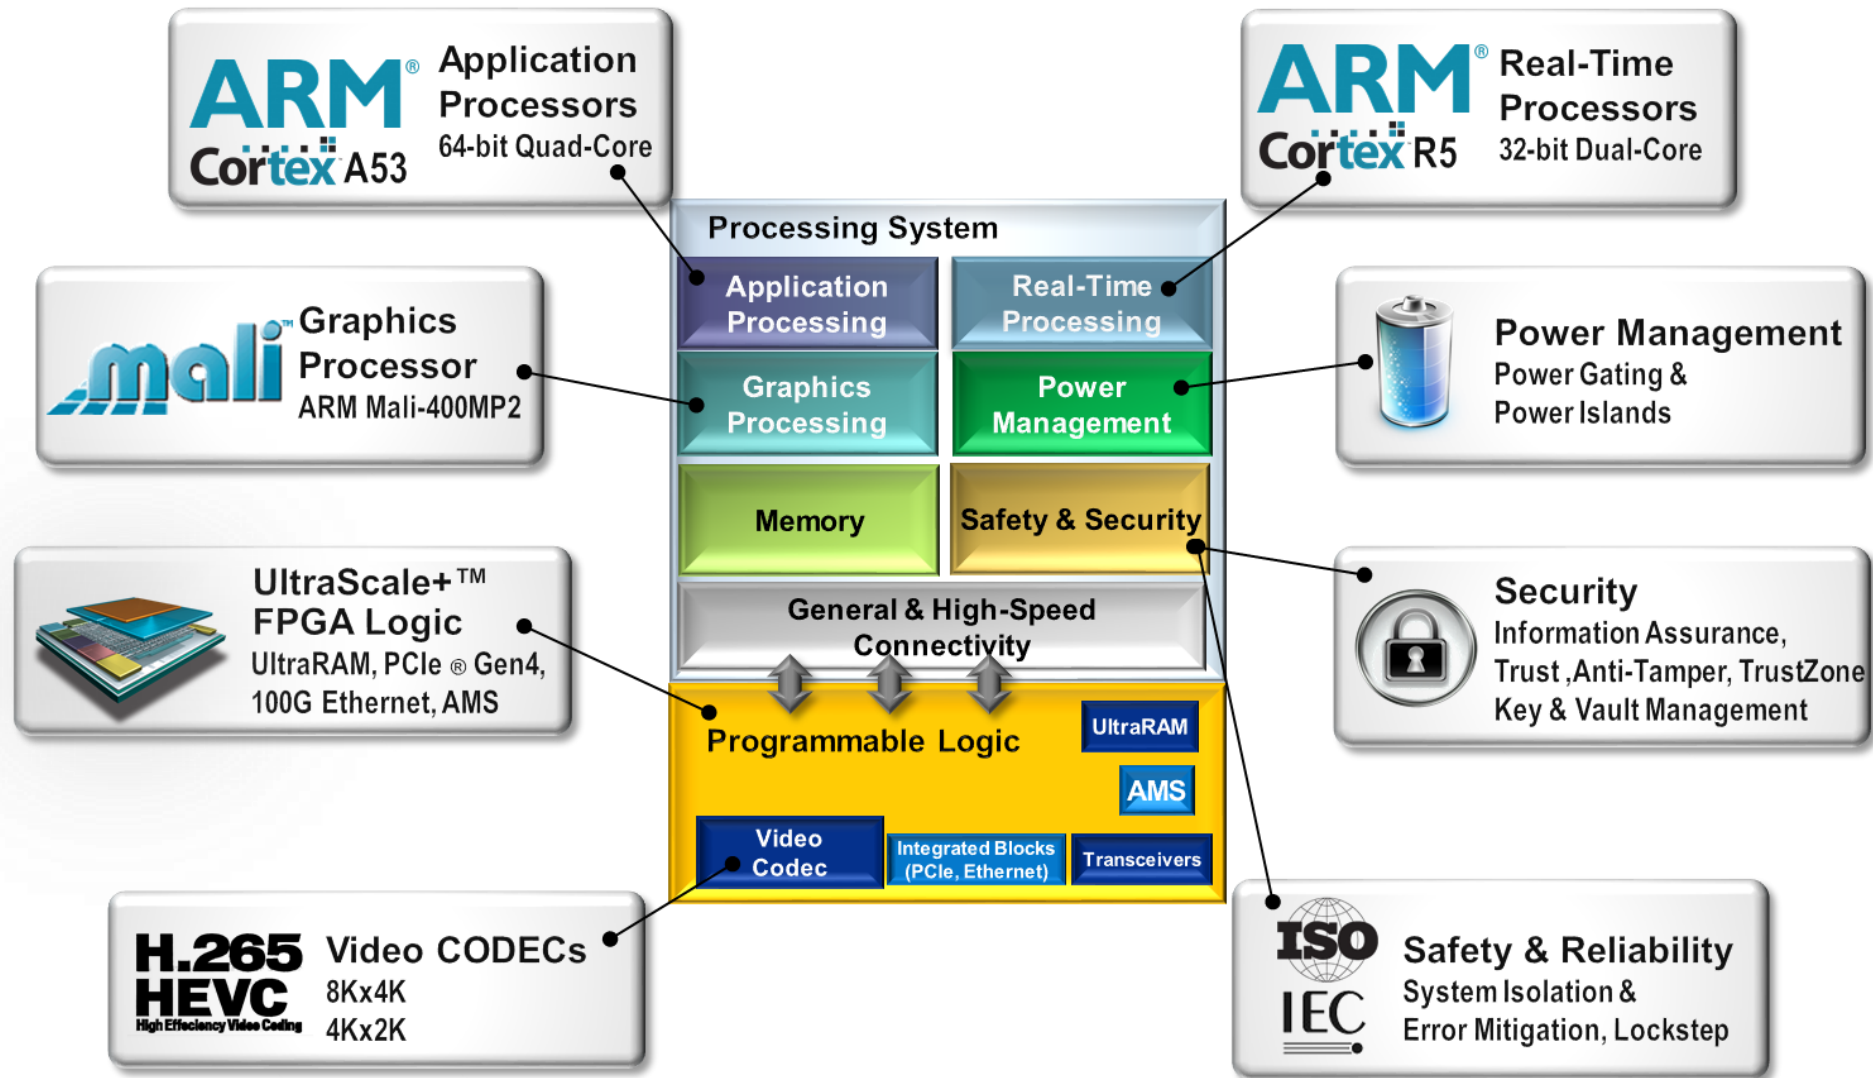 ARM®
Cortex™ A53
Application
Processors
64-bit Quad-Core
ARM®
Cortex™ R5
Real-Time
Processors
32-bit Dual-Core
mali™
Graphics
Processor
ARM Mali-400MP2
Processing System
Application
Processing
Real-Time
Processing
Graphics
Processing
Power
Management
Memory
Safety & Security
General & High-Speed
Connectivity
Power Management
Power Gating &
Power Islands
UltraScale+™
FPGA Logic
UltraRAM, PCIe ® Gen4,
100G Ethernet, AMS
Security
Information Assurance,
Trust ,Anti-Tamper, TrustZone
Key & Vault Management
Programmable Logic
UltraRAM
AMS
Video
Codec
Integrated Blocks
(PCIe, Ethernet)
Transceivers
H.265
HEVC
High Effeciency Video Coding
Video CODECs
8Kx4K
4Kx2K
ISO
IEC
Safety & Reliability
System Isolation &
Error Mitigation, Lockstep